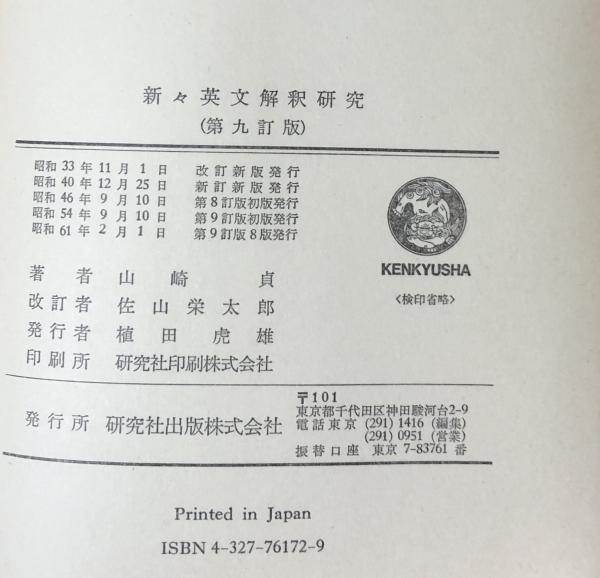 新々英文解釈研究
(第九訂版)
昭和 33 年 11 月 1 日 改訂新版発行
昭和 40 年 12 月 25 日 新訂新版発行
昭和 46 年 9 月 10 日 第8訂版初版発行
昭和 54 年 9 月 10 日 第9訂版初版発行
昭和 61 年 2 月 1 日 第9訂版8版発行
KENKYUSHA
〈検印省略〉
著者 山崎貞
改訂者 佐山栄太郎
発行者 植田虎雄
印刷所 研究社印刷株式会社
発行所 研究社出版株式会社
〒101
東京都千代田区神田駿河台2-9
電話東京 (291) 1416 (編集)
(291) 0951 (営業)
振替口座 東京 7-83761 番
Printed in Japan
ISBN 4-327-76172-9